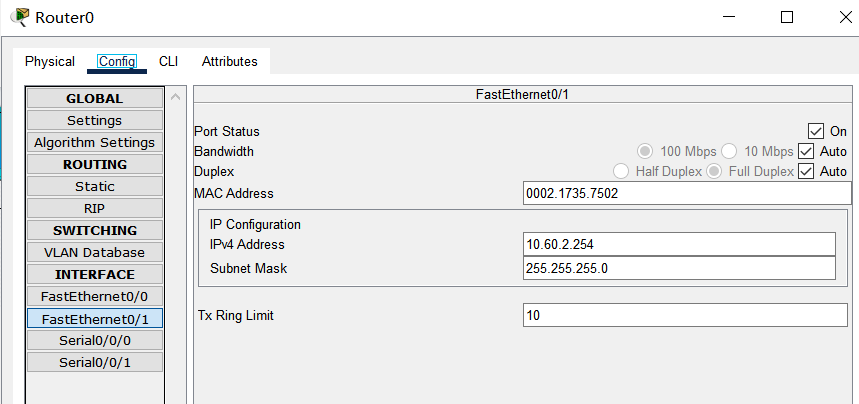 Router0
Physical Config CLI Attributes
GLOBAL
Settings
Algorithm Settings
ROUTING
Static
RIP
SWITCHING
VLAN Database
INTERFACE
FastEthernet0/0
FastEthernet0/1
Serial0/0/0
Serial0/0/1
FastEthernet0/1
Port Status On
Bandwidth 100 Mbps 10 Mbps Auto
Duplex Half Duplex Full Duplex Auto
MAC Address 0002.1735.7502
IP Configuration
IPv4 Address 10.60.2.254
Subnet Mask 255.255.255.0
Tx Ring Limit 10